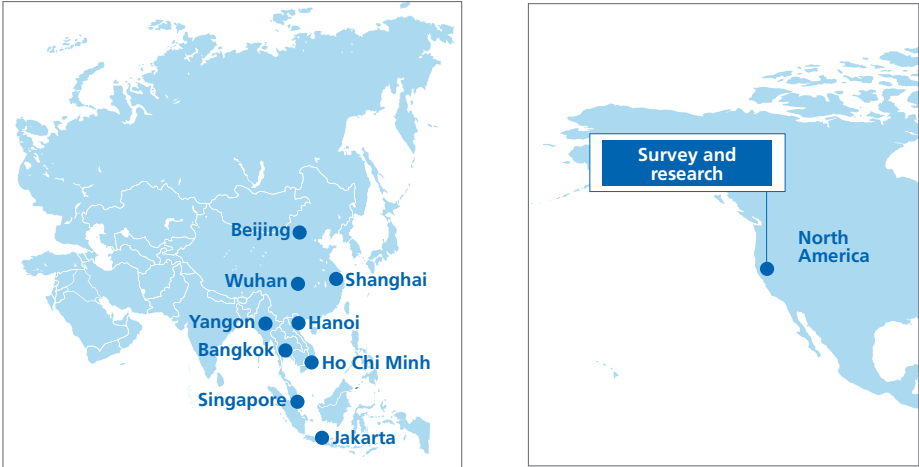 Beijing
Wuhan
Shanghai
Yangon
Hanoi
Bangkok
Ho Chi Minh
Singapore
Jakarta
Survey and
research
North
America